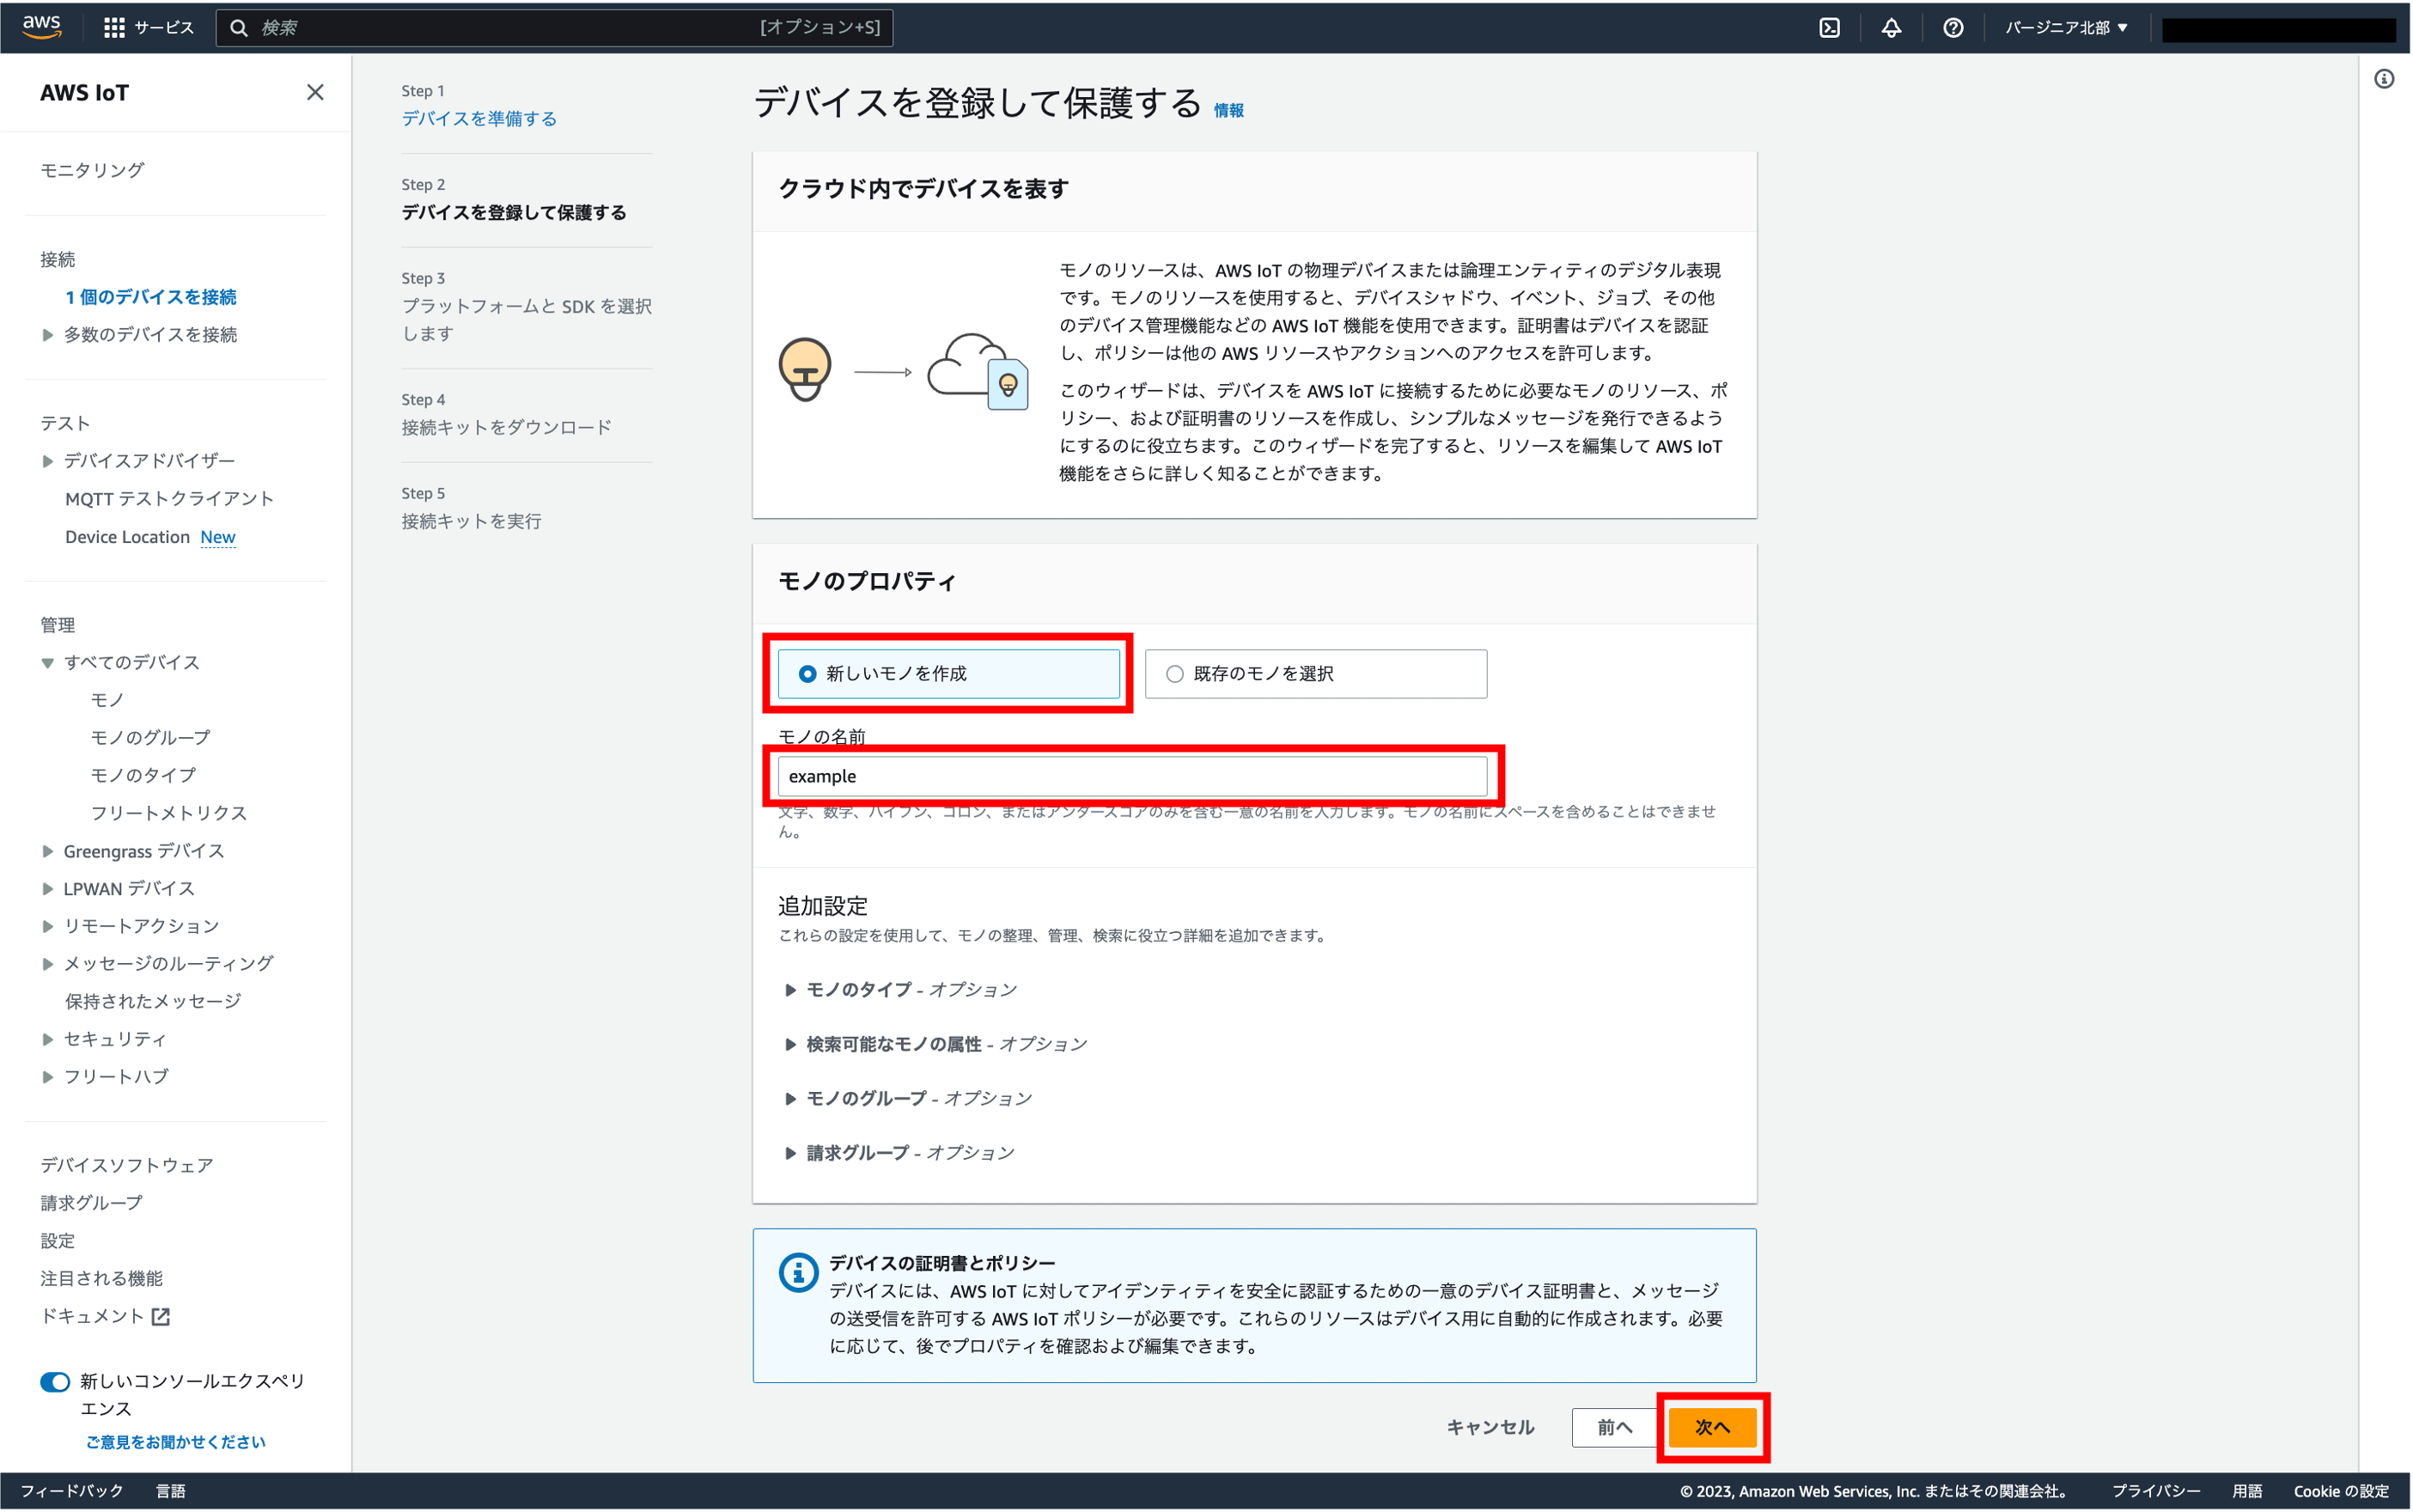 aws
サービス
検索
[オプション+S]
バージニア北部 ▼
AWS IoT
モニタリング
接続
1 個のデバイスを接続
多数のデバイスを接続
テスト
デバイスアドバイザー
MQTT テストクライアント
Device Location New
管理
すべてのデバイス
モノ
モノのグループ
モノのタイプ
フリートメトリクス
Greengrass デバイス
LPWAN デバイス
リモートアクション
メッセージのルーティング
保持されたメッセージ
セキュリティ
フリートハブ
デバイスソフトウェア
請求グループ
設定
注目される機能
ドキュメント
新しいコンソールエクスペリ
エンス
ご意見をお聞かせください
Step 1
デバイスを準備する
Step 2
デバイスを登録して保護する
Step 3
プラットフォームと SDK を選択
します
Step 4
接続キットをダウンロード
Step 5
接続キットを実行
デバイスを登録して保護する 情報
クラウド内でデバイスを表す
モノのリソースは、AWS IoT の物理デバイスまたは論理エンティティのデジタル表現
です。モノのリソースを使用すると、デバイスシャドウ、イベント、ジョブ、その他
のデバイス管理機能などの AWS IoT 機能を使用できます。証明書はデバイスを認証
し、ポリシーは他の AWS リソースやアクションへのアクセスを許可します。
このウィザードは、デバイスを AWS IoT に接続するために必要なモノのリソース、ポ
リシー、および証明書のリソースを作成し、シンプルなメッセージを発行できるよう
にするのに役立ちます。このウィザードを完了すると、リソースを編集して AWS IoT
機能をさらに詳しく知ることができます。
モノのプロパティ
新しいモノを作成
既存のモノを選択
モノの名前
example
文字、数字、ハイフン、コロン、またはアンダースコアのみを含む一意の名前を入力します。モノの名前にスペースを含めることはできませ
ん。
追加設定
これらの設定を使用して、モノの整理、管理、検索に役立つ詳細を追加できます。
モノのタイプ - オプション
検索可能なモノの属性 - オプション
モノのグループ - オプション
請求グループ - オプション
デバイスの証明書とポリシー
デバイスには、AWS IoT に対してアイデンティティを安全に認証するための一意のデバイス証明書と、メッセージ
の送受信を許可する AWS IoT ポリシーが必要です。これらのリソースはデバイス用に自動的に作成されます。必要
に応じて、後でプロパティを確認および編集できます。
キャンセル
前へ
次へ
フィードバック
言語
© 2023, Amazon Web Services, Inc. またはその関連会社。
プライバシー
用語
Cookie の設定